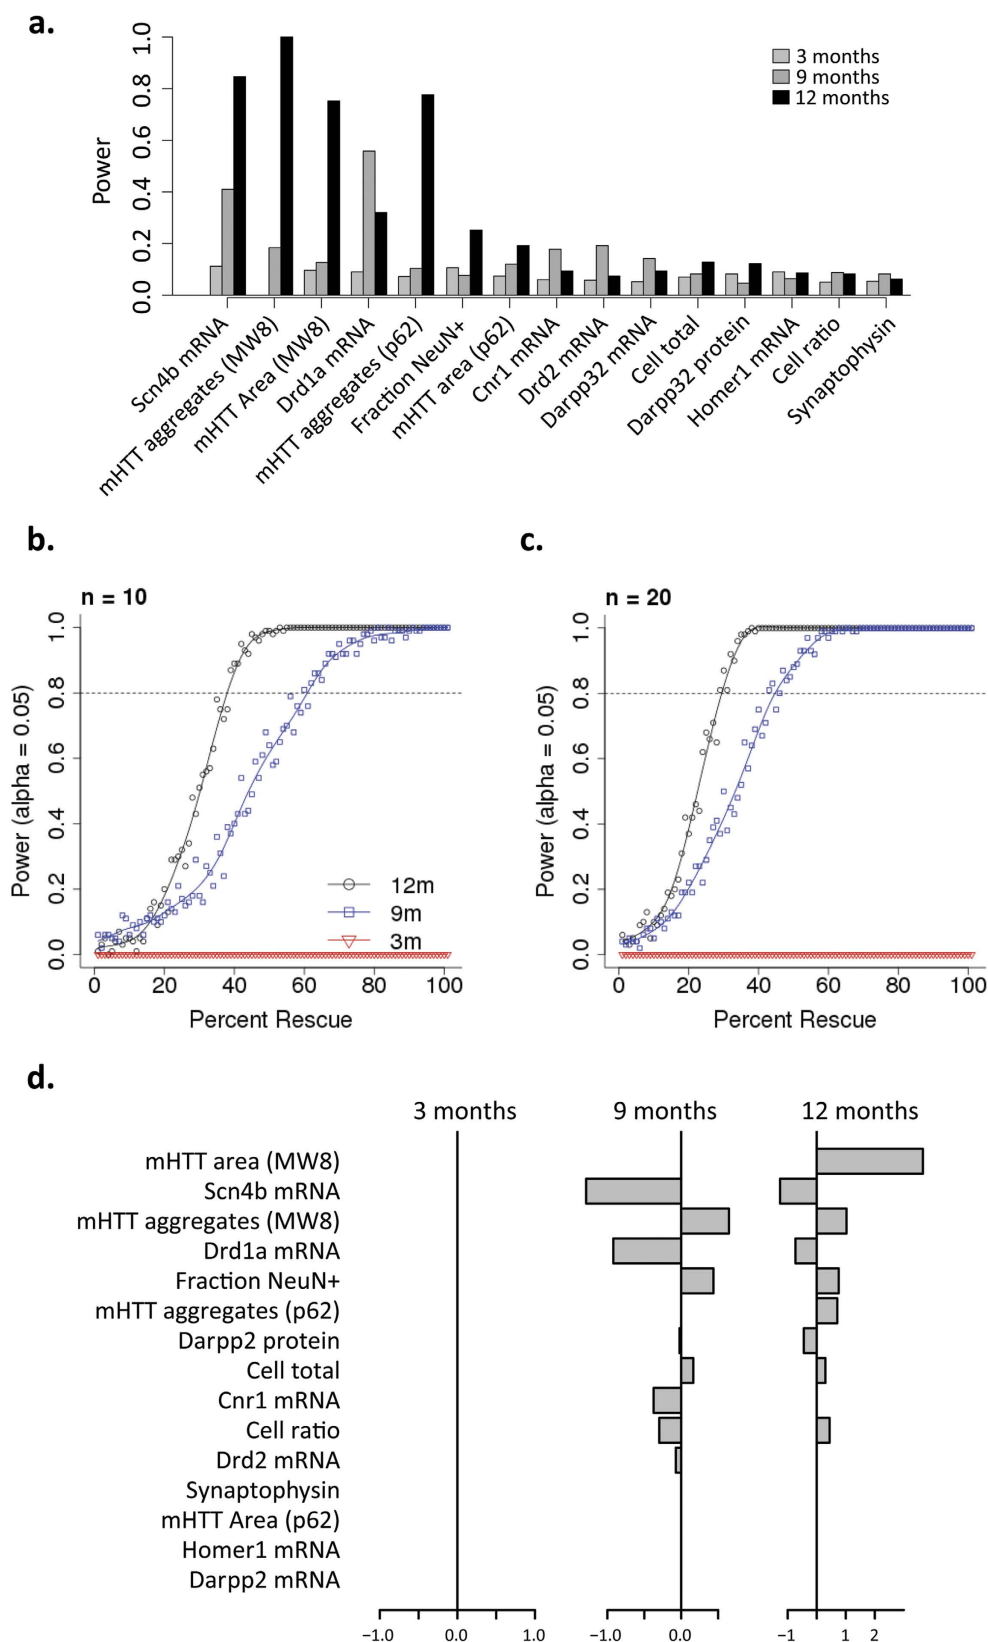 a.
1.0
0.8
0.6
0.4
0.2
0.0
Power
3 months
9 months
12 months
Scn4b mRNA
mHTT aggregates (MW8)
mHTT Area (MW8)
Drd1a mRNA
mHTT aggregates (p62)
Fraction NeuN+
mHTT area (p62)
Cnr1 mRNA
Drd2 mRNA
Darpp32 mRNA
Cell total
Darpp32 protein
Homer1 mRNA
Cell ratio
Synaptophysin
b.
n = 10
1.0
0.8
0.6
0.4
0.2
0.0
Power (alpha = 0.05)
12m
9m
3m
0 20 40 60 80 100
Percent Rescue
c.
n = 20
1.0
0.8
0.6
0.4
0.2
0.0
Power (alpha = 0.05)
0 20 40 60 80 100
Percent Rescue
d.
3 months 9 months 12 months
mHTT area (MW8)
Scn4b mRNA
mHTT aggregates (MW8)
Drd1a mRNA
Fraction NeuN+
mHTT aggregates (p62)
Darpp2 protein
Cell total
Cnr1 mRNA
Cell ratio
Drd2 mRNA
Synaptophysin
mHTT Area (p62)
Homer1 mRNA
Darpp2 mRNA
−1.0 0.0 1.0 −1.0 0.0 −1 1 2